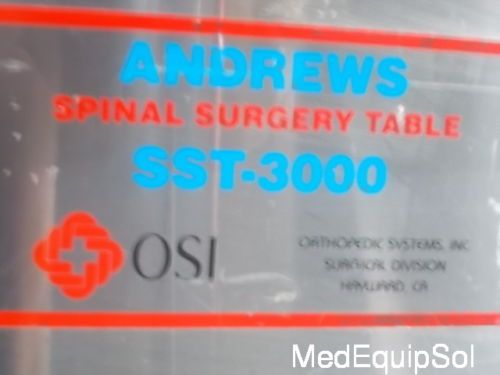 ANDREWS
SPINAL SURGERY TABLE
SST-3000
OSI
ORTHOPEDIC SYSTEMS, INC.
SURGICAL DIVISION
HAYWARD, CA
MedEquipSol